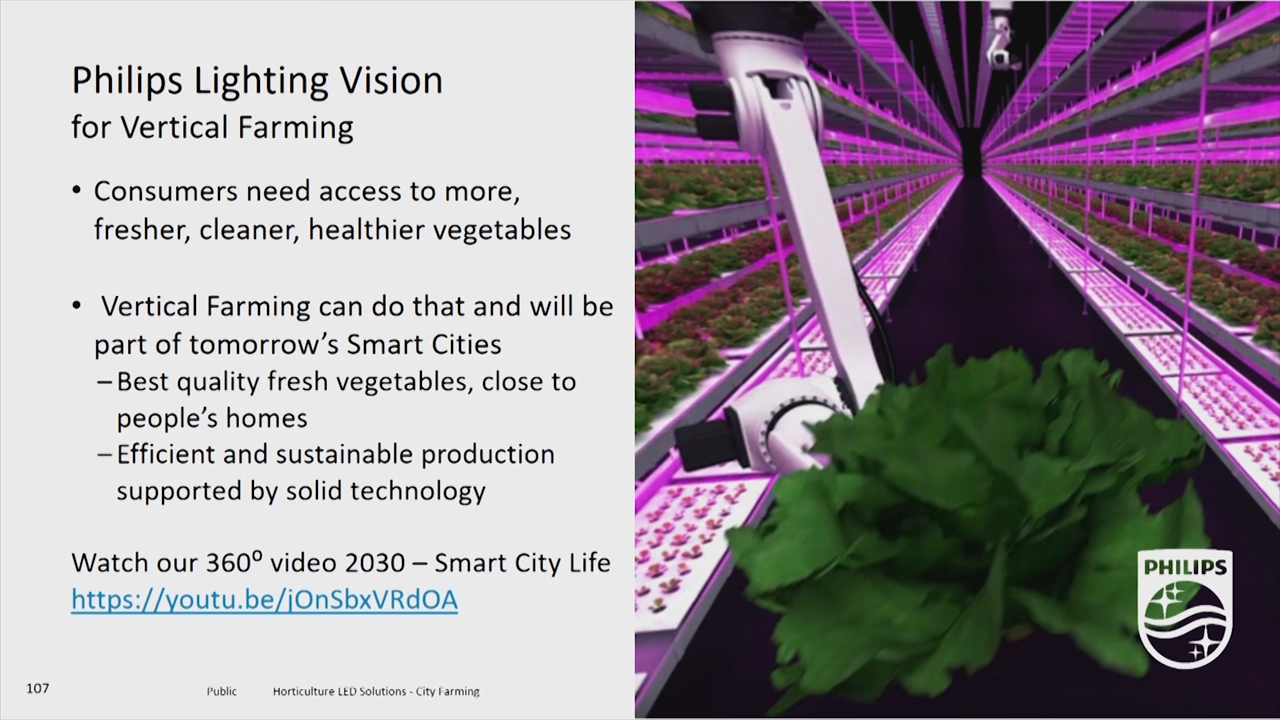 Philips Lighting Vision
for Vertical Farming
• Consumers need access to more,
fresher, cleaner, healthier vegetables
• Vertical Farming can do that and will be
part of tomorrow’s Smart Cities
– Best quality fresh vegetables, close to
people’s homes
– Efficient and sustainable production
supported by solid technology
Watch our 360⁰ video 2030 – Smart City Life
https://youtu.be/jOnSbxVRdOA
PHILIPS
107 Public Horticulture LED Solutions - City Farming